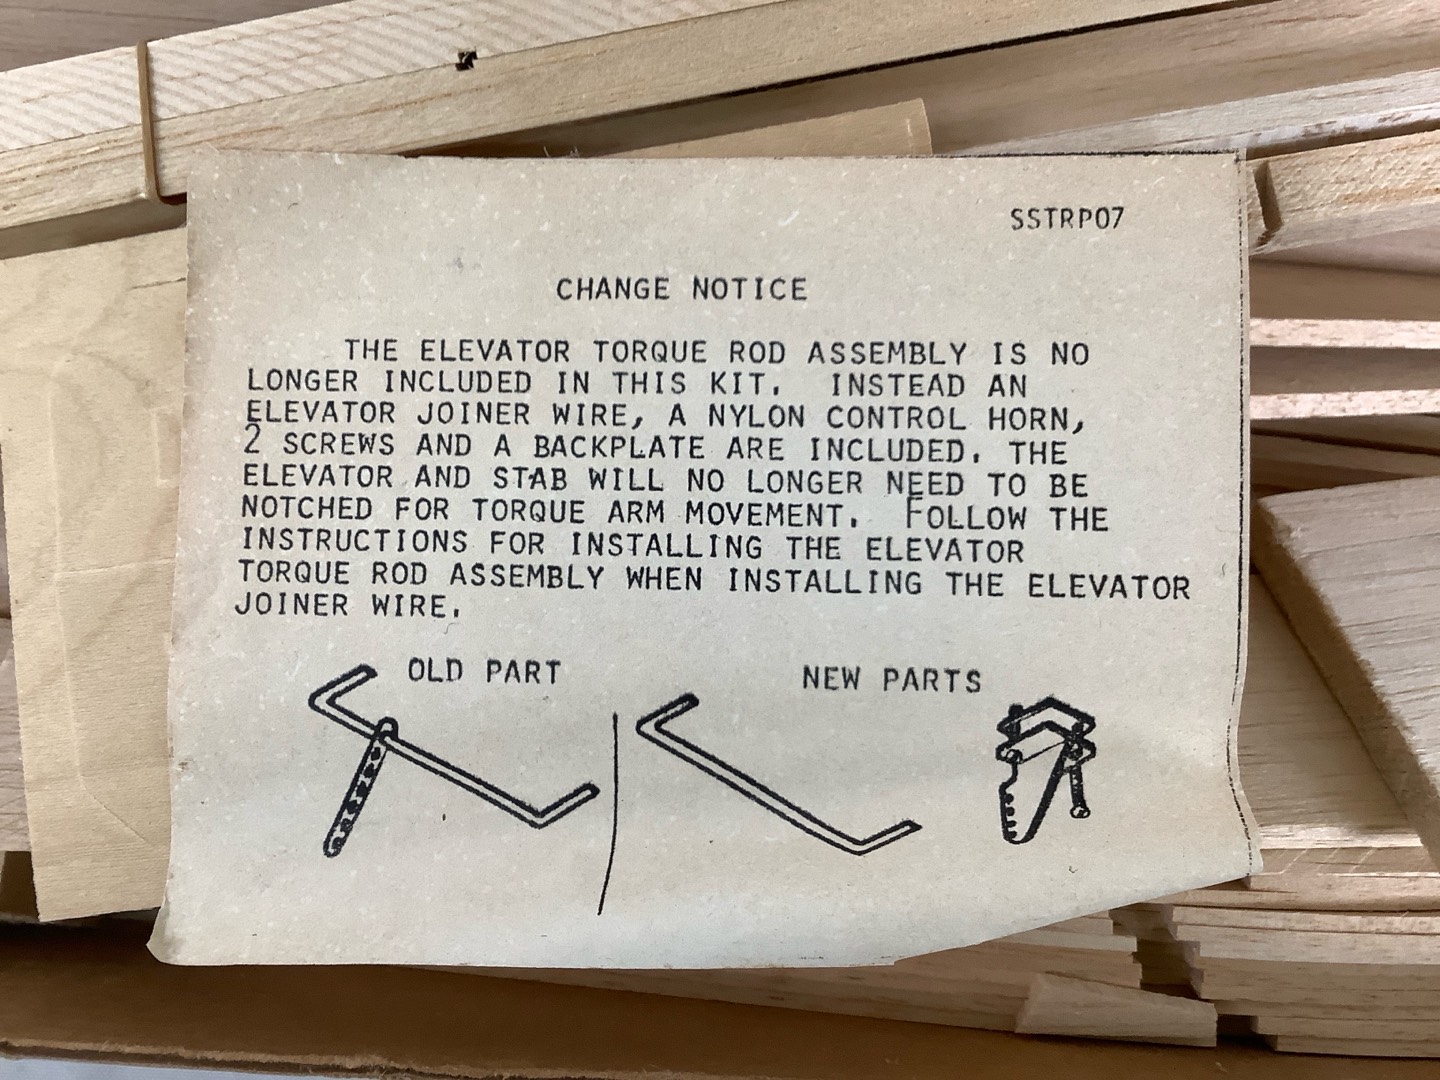 SSTRP07
CHANGE NOTICE
THE ELEVATOR TORQUE ROD ASSEMBLY IS NO
LONGER INCLUDED IN THIS KIT. INSTEAD AN
ELEVATOR JOINER WIRE, A NYLON CONTROL HORN,
2 SCREWS AND A BACKPLATE ARE INCLUDED. THE
ELEVATOR AND STAB WILL NO LONGER NEED TO BE
NOTCHED FOR TORQUE ARM MOVEMENT. FOLLOW THE
INSTRUCTIONS FOR INSTALLING THE ELEVATOR
TORQUE ROD ASSEMBLY WHEN INSTALLING THE ELEVATOR
JOINER WIRE.
OLD PART
NEW PARTS